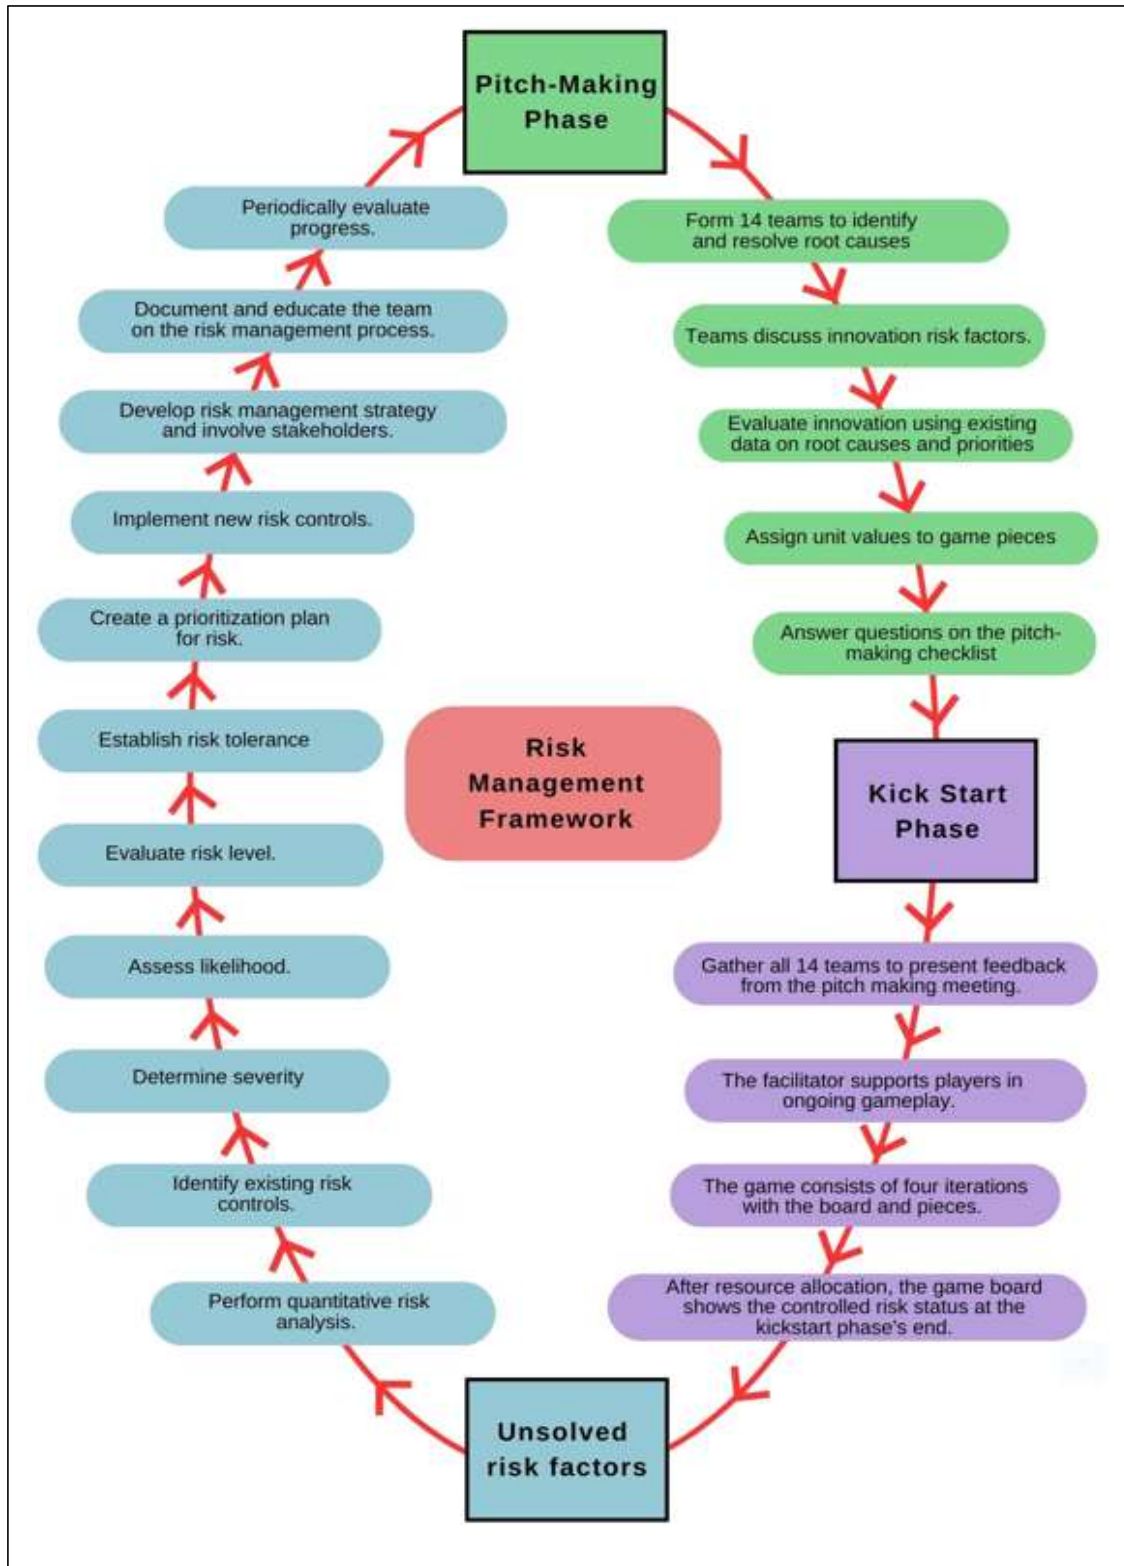 Pitch-Making
Phase
Form 14 teams to identify
and resolve root causes
Teams discuss innovation risk factors.
Evaluate innovation using existing
data on root causes and priorities
Assign unit values to game pieces
Answer questions on the pitch-
making checklist
Kick Start
Phase
Gather all 14 teams to present feedback
from the pitch making meeting.
The facilitator supports players in
ongoing gameplay.
The game consists of four iterations
with the board and pieces.
After resource allocation, the game board
shows the controlled risk status at the
kickstart phase's end.
Unsolved
risk factors
Perform quantitative risk
analysis.
Identify existing risk
controls.
Determine severity
Assess likelihood.
Evaluate risk level.
Establish risk tolerance
Create a prioritization plan
for risk.
Implement new risk controls.
Develop risk management strategy
and involve stakeholders.
Document and educate the team
on the risk management process.
Periodically evaluate
progress.
Risk
Management
Framework